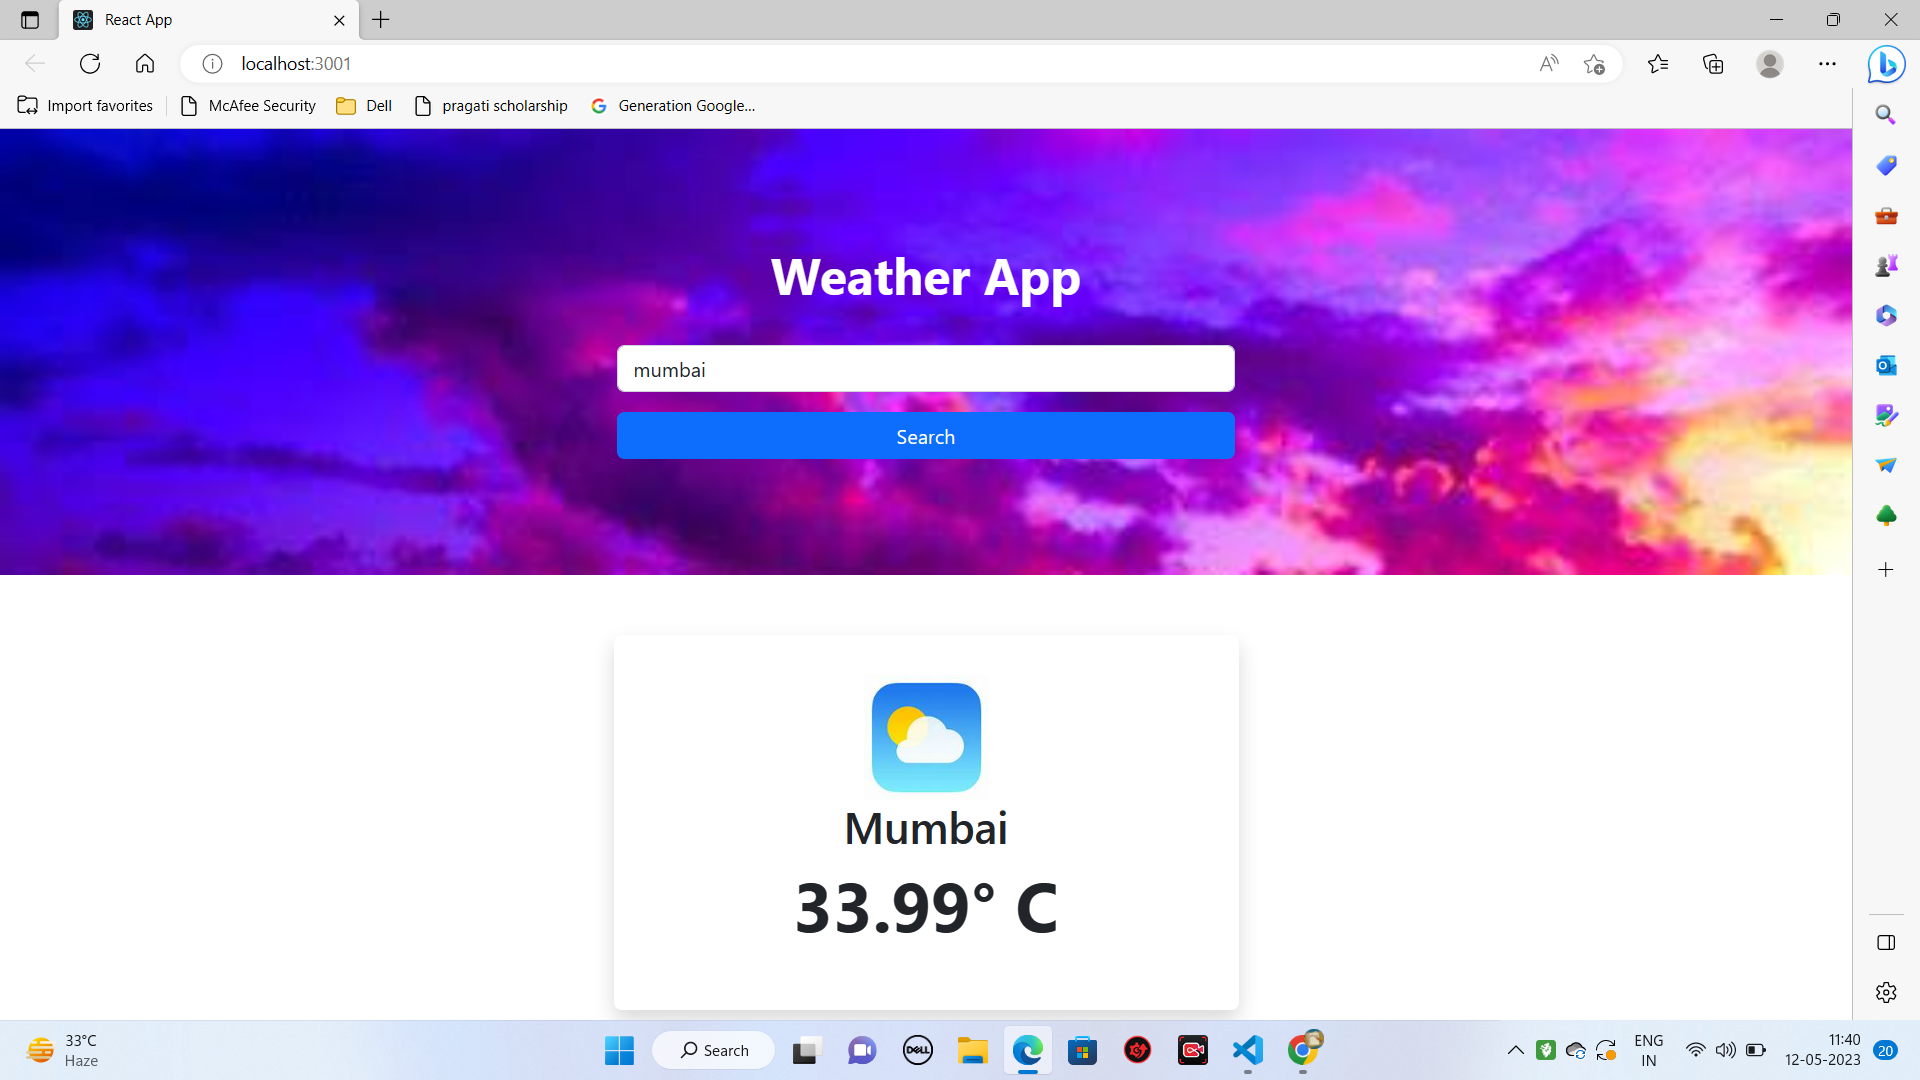 React App
localhost:3001
Import favorites
McAfee Security
Dell
pragati scholarship
Generation Google...
Weather App
mumbai
Search
Mumbai
33.99° C
33°C
Haze
Search
DELL
ENG
IN
11:40
12-05-2023
20